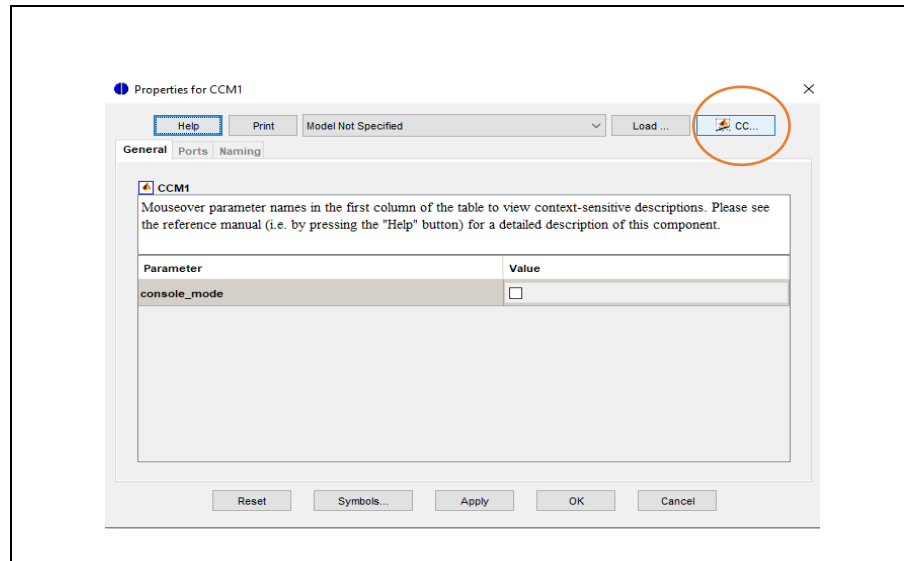 Properties for CCM1
Help Print Model Not Specified Load ... CC...
General Ports Naming
CCM1
Mouseover parameter names in the first column of the table to view context-sensitive descriptions. Please see
the reference manual (i.e. by pressing the "Help" button) for a detailed description of this component.
Parameter Value
console_mode
Reset Symbols... Apply OK Cancel